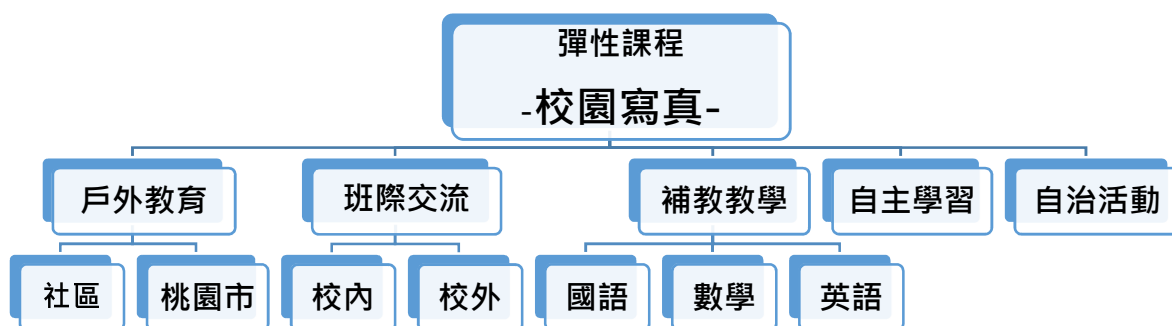 彈性課程
-校園寫真-
戶外教育
班際交流
補教教學
自主學習
自治活動
社區
桃園市
校內
校外
國語
數學
英語